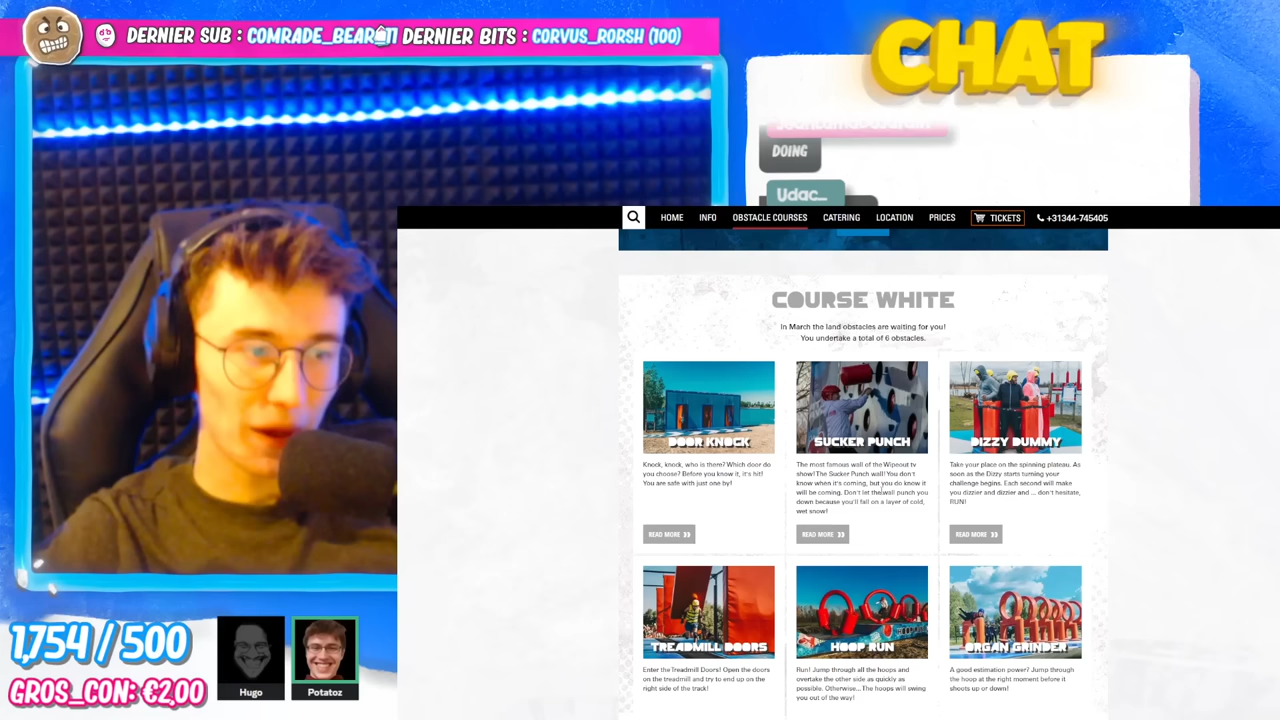 DERNIER SUB : COMRADE_BEAR
DERNIER BITS : CORVUS_RORSH (100)
CHAT
DOING
Udac...
HOME
INFO
OBSTACLE COURSES
CATERING
LOCATION
PRICES
TICKETS
+31344-745405
COURSE WHITE
In March the land obstacles are waiting for you!
You undertake a total of 6 obstacles.
DOOR KNOCK
Knock, knock, who is there? Which door do
you choose? Before you know it, it's hit!
You are safe with just one by!
READ MORE
SUCKER PUNCH
The most famous wall of the Wipeout tv
show! The Sucker Punch wall! You don't
know when it's coming, but you do know it
will be coming. Don't let the wall punch you
down because you'll fall on a layer of cold,
wet snow!
READ MORE
DIZZY DUMMY
Take your place on the spinning plateau. As
soon as the Dizzy starts turning your
challenge begins. Each second will make
you dizzier and dizzier and ... don't hesitate,
RUN!
READ MORE
TREADMILL DOORS
Enter the Treadmill Doors! Open the doors
on the treadmill and try to end up on the
right side of the track!
HOOP RUN
Run! Jump through all the hoops and
overtake the other side as quickly as
possible. Otherwise... The hoops will swing
you out of the way!
ORGAN GRINDER
A good estimation power? Jump through
the hoop at the right moment before it
shoots up or down!
1,754 / 500
GROS_CON: €2,00
Hugo
Potatoz